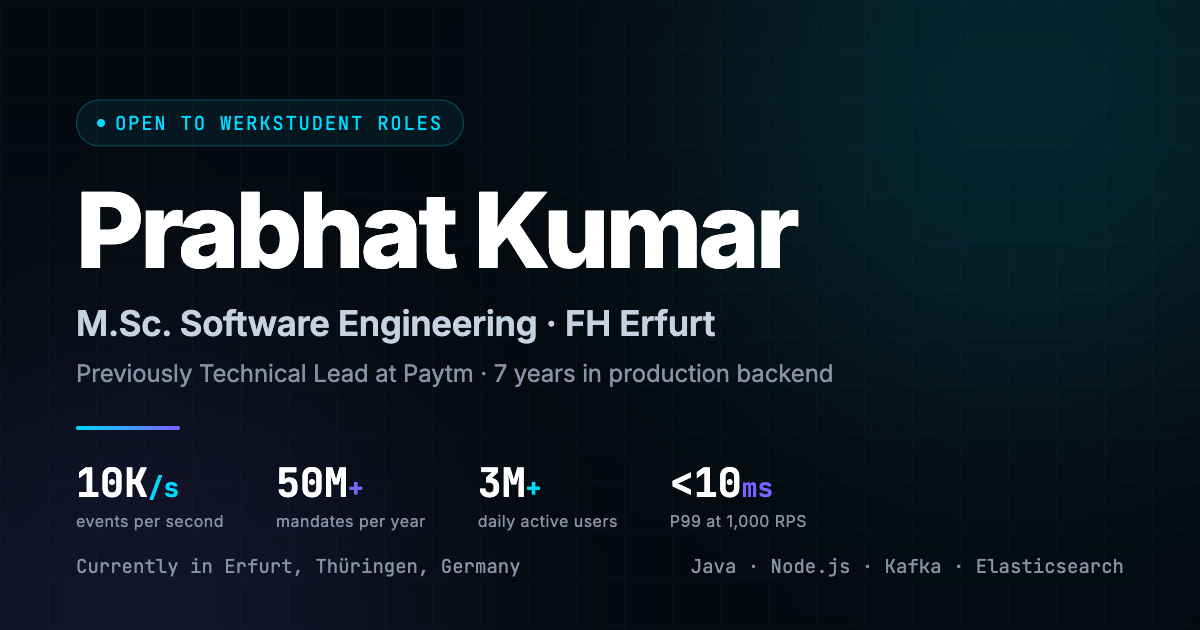 OPEN TO WERKSTUDENT ROLES
Prabhat Kumar
M.Sc. Software Engineering · FH Erfurt
Previously Technical Lead at Paytm · 7 years in production backend
10K/s 50M+ 3M+ <10ms
events per second mandates per year daily active users P99 at 1,000 RPS
Currently in Erfurt, Thüringen, Germany Java · Node.js · Kafka · Elasticsearch